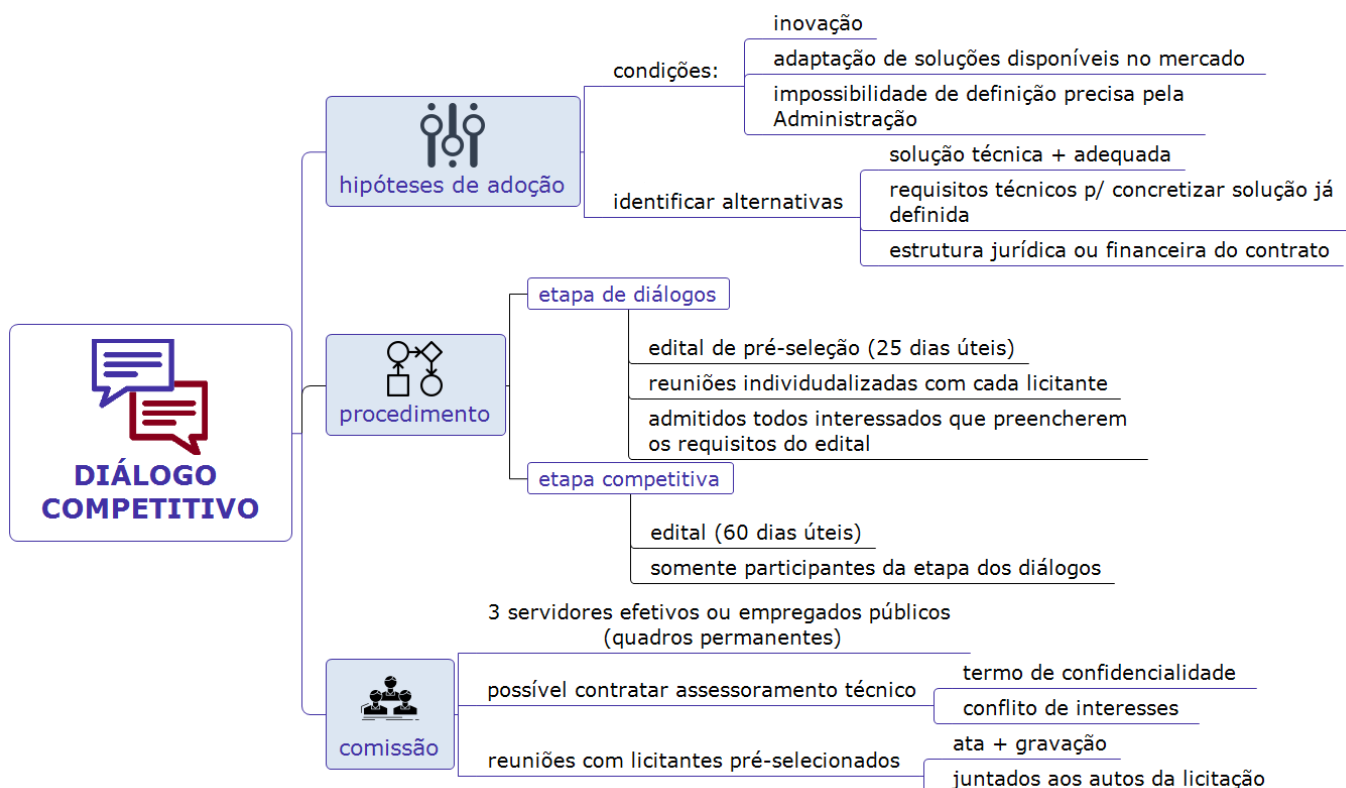 DIÁLOGO
COMPETITIVO
hipóteses de adoção
condições:
inovação
adaptação de soluções disponíveis no mercado
impossibilidade de definição precisa pela
Administração
identificar alternativas
solução técnica + adequada
requisitos técnicos p/ concretizar solução já
definida
estrutura jurídica ou financeira do contrato
procedimento
etapa de diálogos
edital de pré-seleção (25 dias úteis)
reuniões individudalizadas com cada licitante
admitidos todos interessados que preencherem
os requisitos do edital
etapa competitiva
edital (60 dias úteis)
somente participantes da etapa dos diálogos
comissão
3 servidores efetivos ou empregados públicos
(quadros permanentes)
possível contratar assessoramento técnico
termo de confidencialidade
conflito de interesses
reuniões com licitantes pré-selecionados
ata + gravação
juntados aos autos da licitação